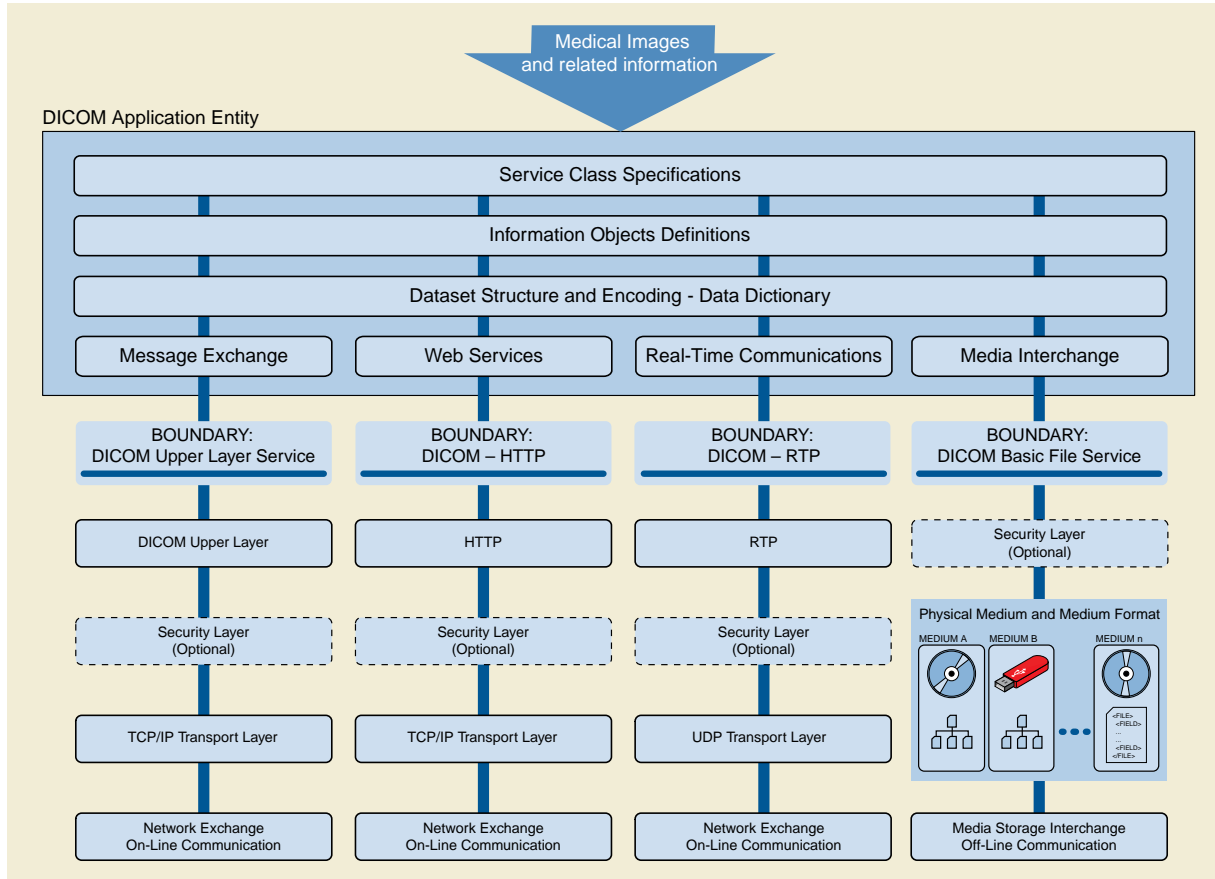 Medical Images
and related information
DICOM Application Entity
Service Class Specifications
Information Objects Definitions
Dataset Structure and Encoding - Data Dictionary
Message Exchange
Web Services
Real-Time Communications
Media Interchange
BOUNDARY:
DICOM Upper Layer Service
BOUNDARY:
DICOM – HTTP
BOUNDARY:
DICOM – RTP
BOUNDARY:
DICOM Basic File Service
DICOM Upper Layer
HTTP
RTP
Security Layer
(Optional)
Security Layer
(Optional)
Security Layer
(Optional)
Security Layer
(Optional)
Physical Medium and Medium Format
MEDIUM A
MEDIUM B
MEDIUM n
<FILE>
<FIELD>
...
...
<FIELD>
</FILE>
TCP/IP Transport Layer
TCP/IP Transport Layer
UDP Transport Layer
Network Exchange
On-Line Communication
Network Exchange
On-Line Communication
Network Exchange
On-Line Communication
Media Storage Interchange
Off-Line Communication